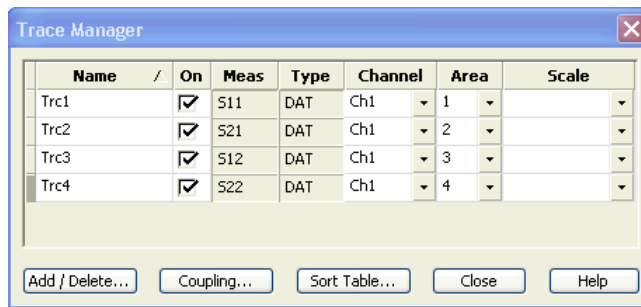 Trace Manager
Name / On Meas Type Channel Area Scale
Trc1 S11 DAT Ch1 1
Trc2 S21 DAT Ch1 2
Trc3 S12 DAT Ch1 3
Trc4 S22 DAT Ch1 4
Add / Delete... Coupling... Sort Table... Close Help